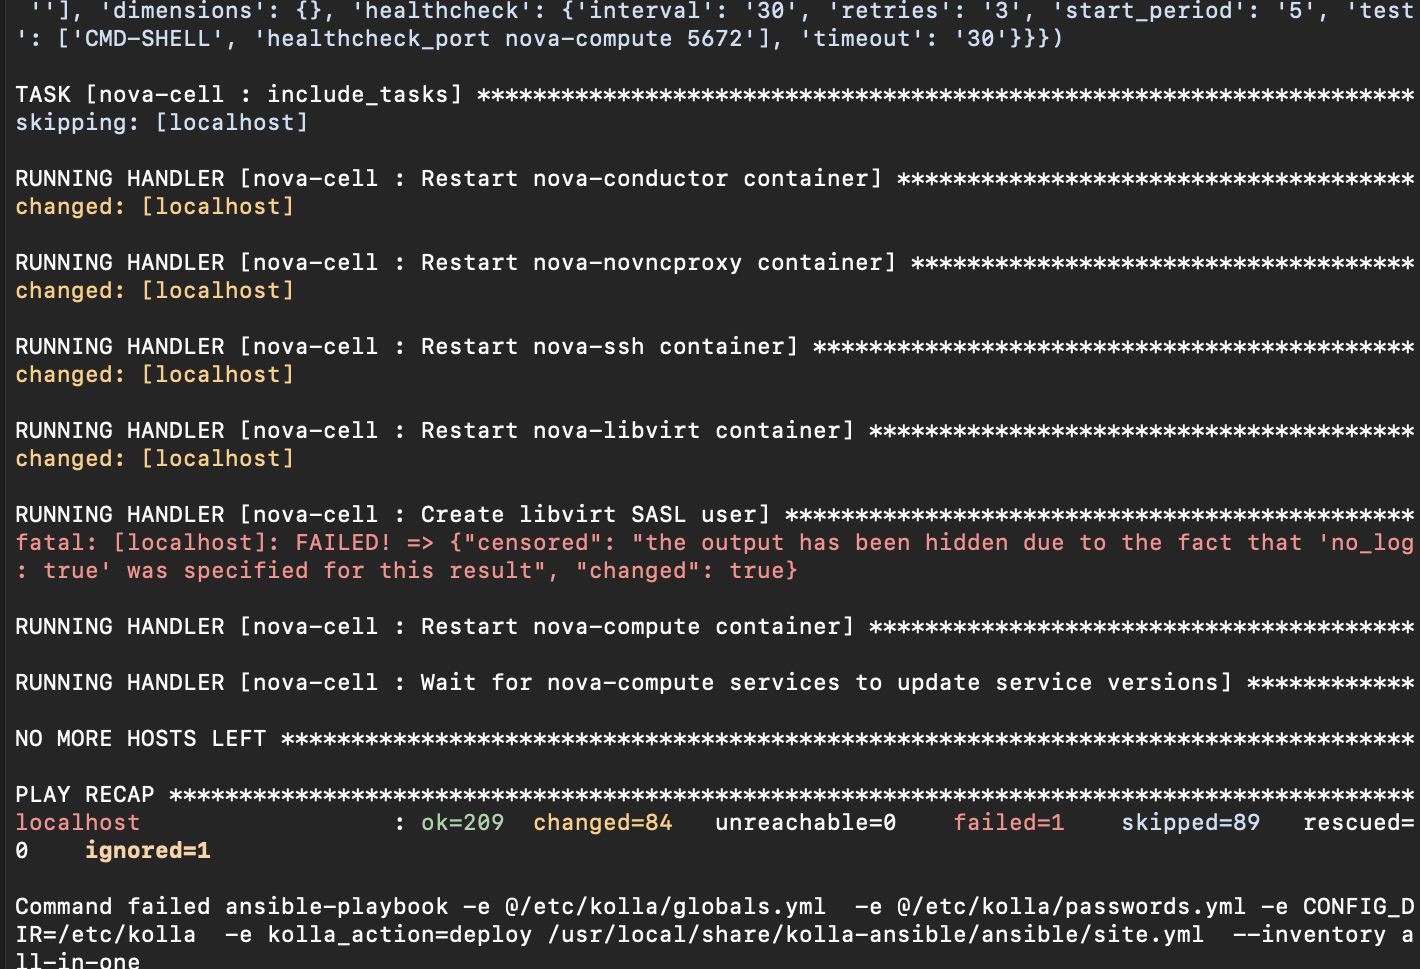 ''], 'dimensions': {}, 'healthcheck': {'interval': '30', 'retries': '3', 'start_period': '5', 'test
': ['CMD-SHELL', 'healthcheck_port nova-compute 5672'], 'timeout': '30'}}})
TASK [nova-cell : include_tasks] *******************************************************************
skipping: [localhost]
RUNNING HANDLER [nova-cell : Restart nova-conductor container] *************************************
changed: [localhost]
RUNNING HANDLER [nova-cell : Restart nova-novncproxy container] ************************************
changed: [localhost]
RUNNING HANDLER [nova-cell : Restart nova-ssh container] *******************************************
changed: [localhost]
RUNNING HANDLER [nova-cell : Restart nova-libvirt container] ***************************************
changed: [localhost]
RUNNING HANDLER [nova-cell : Create libvirt SASL user] *********************************************
fatal: [localhost]: FAILED! => {"censored": "the output has been hidden due to the fact that 'no_log
: true' was specified for this result", "changed": true}
RUNNING HANDLER [nova-cell : Restart nova-compute container] ***************************************
RUNNING HANDLER [nova-cell : Wait for nova-compute services to update service versions] ************
NO MORE HOSTS LEFT *********************************************************************************
PLAY RECAP *****************************************************************************************
localhost                  : ok=209  changed=84   unreachable=0    failed=1    skipped=89   rescued=
0    ignored=1
Command failed ansible-playbook -e @/etc/kolla/globals.yml  -e @/etc/kolla/passwords.yml -e CONFIG_D
IR=/etc/kolla  -e kolla_action=deploy /usr/local/share/kolla-ansible/ansible/site.yml  --inventory a
ll-in-one